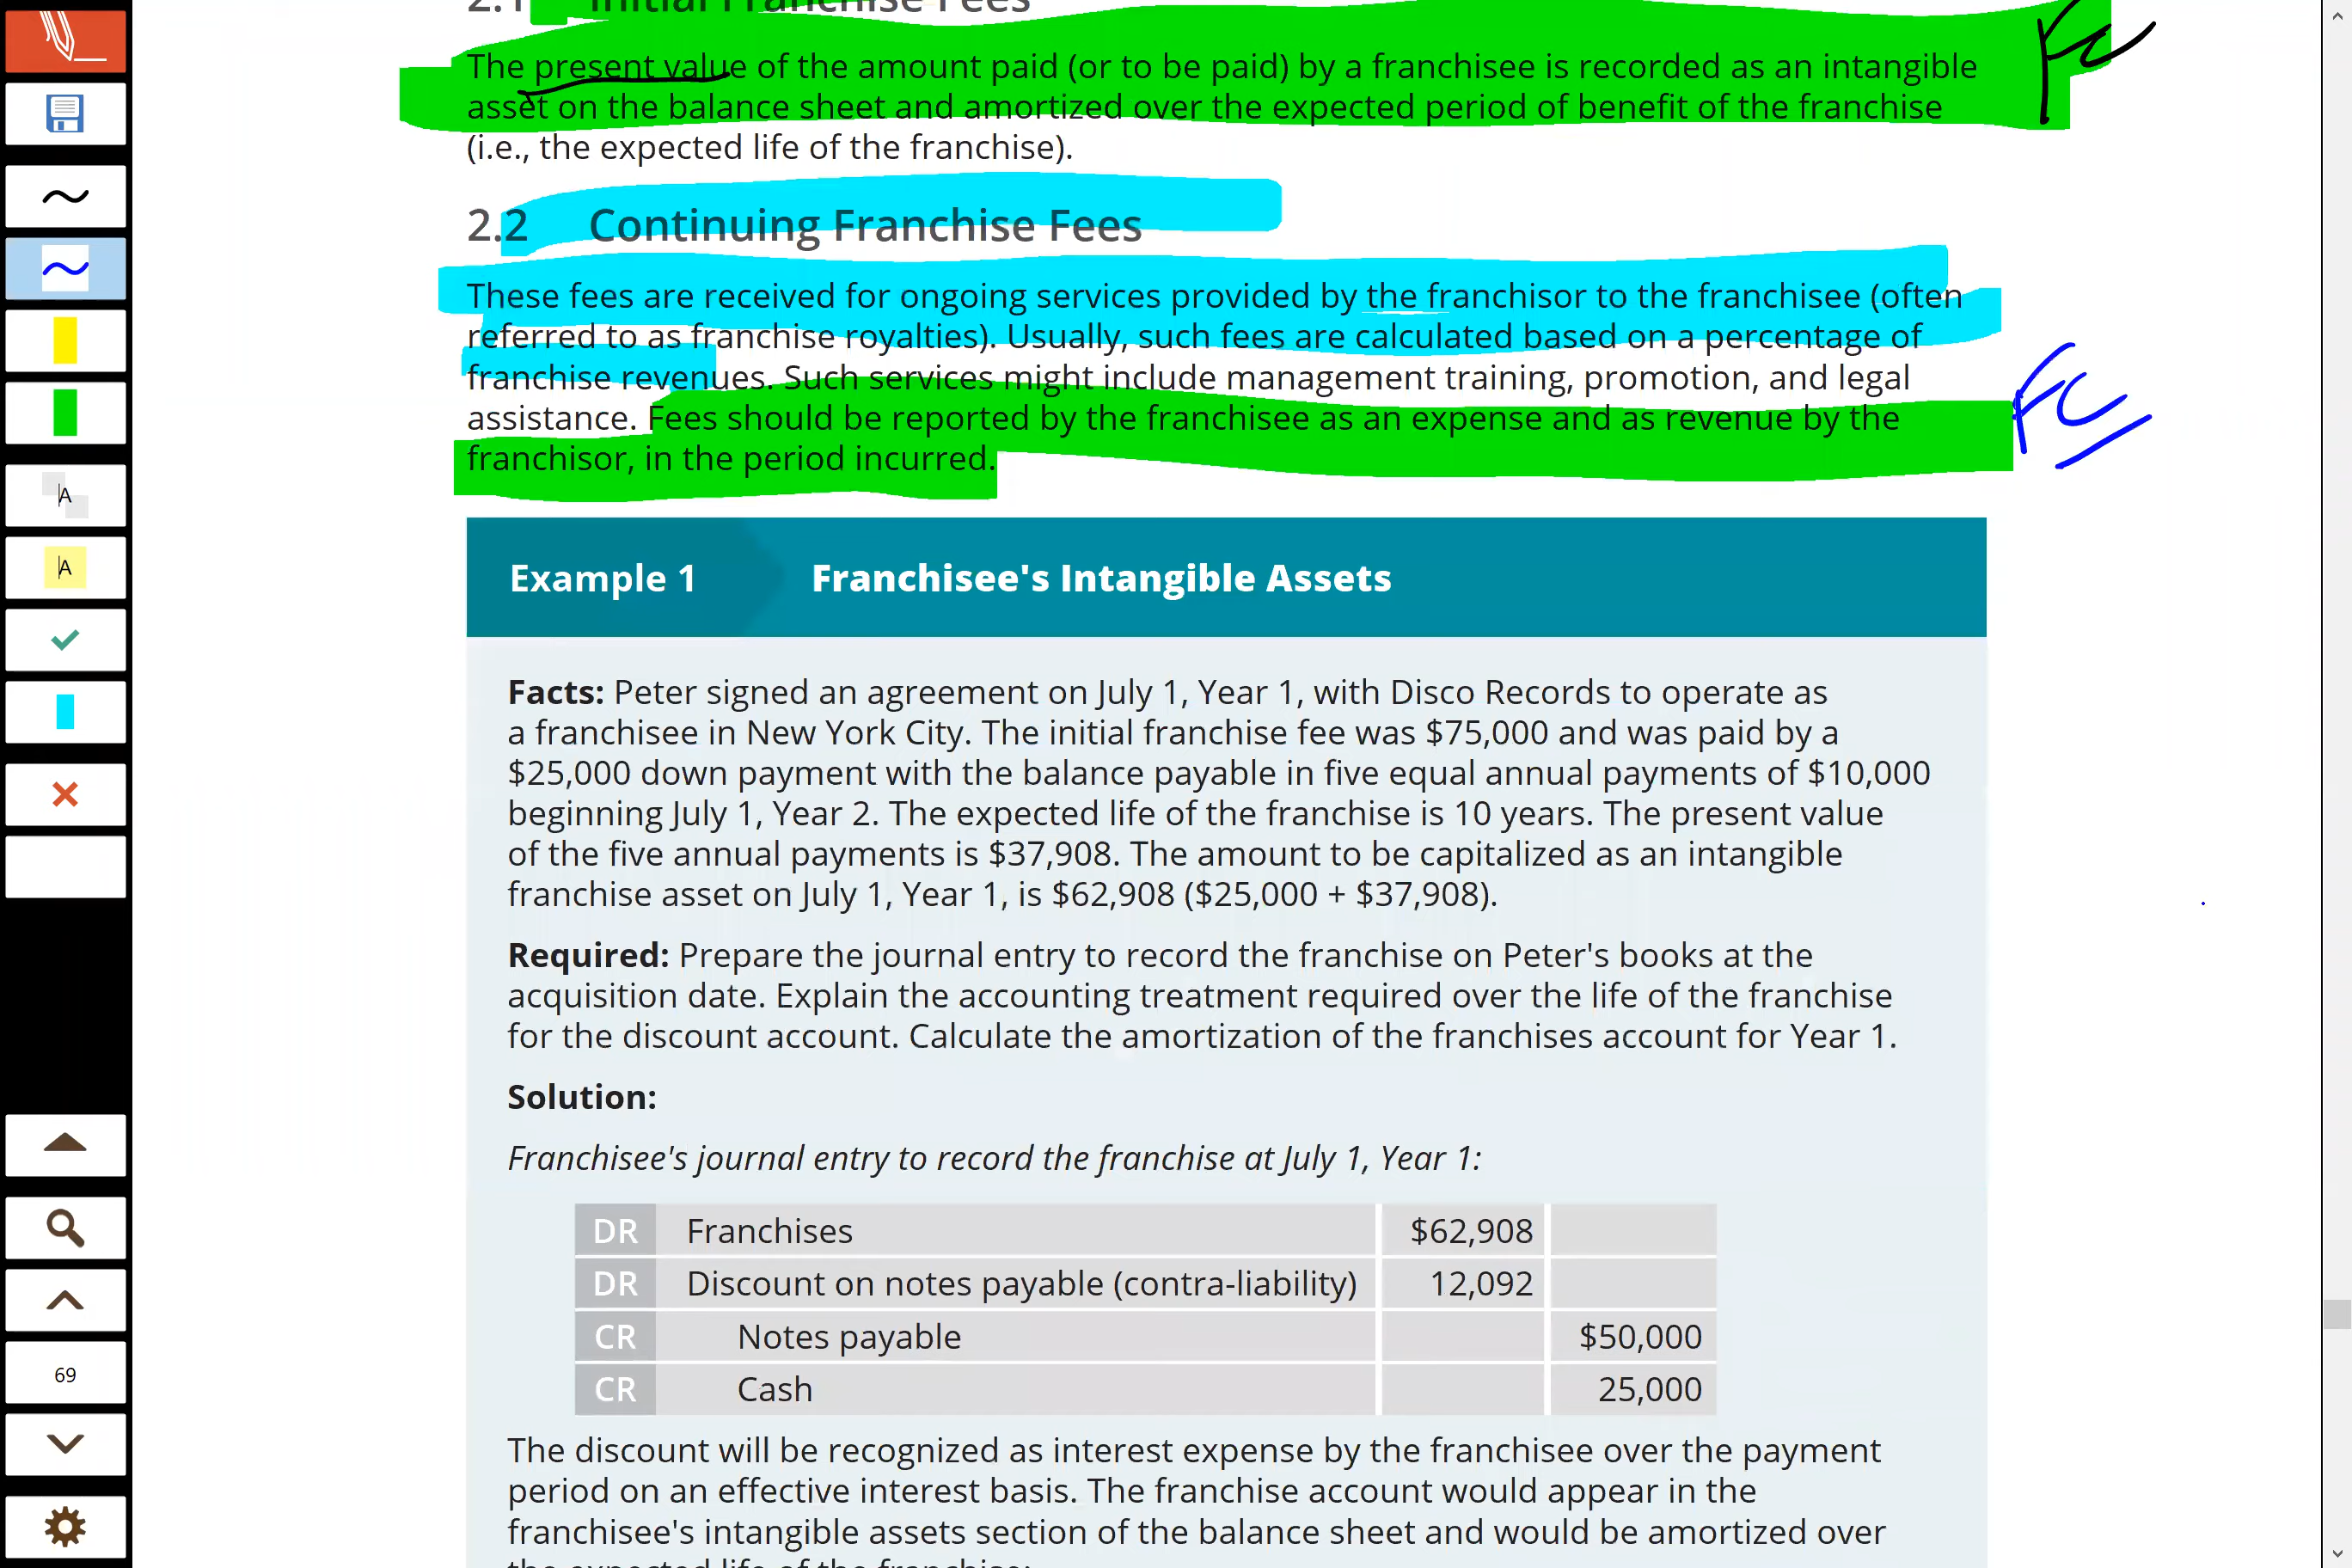 2.1 Initial Franchise Fees
The present value of the amount paid (or to be paid) by a franchisee is recorded as an intangible
asset on the balance sheet and amortized over the expected period of benefit of the franchise
(i.e., the expected life of the franchise).
FC
2.2 Continuing Franchise Fees
These fees are received for ongoing services provided by the franchisor to the franchisee (often
referred to as franchise royalties). Usually, such fees are calculated based on a percentage of
franchise revenues. Such services might include management training, promotion, and legal
assistance. Fees should be reported by the franchisee as an expense and as revenue by the
franchisor, in the period incurred.
FC
Example 1 Franchisee's Intangible Assets
Facts: Peter signed an agreement on July 1, Year 1, with Disco Records to operate as
a franchisee in New York City. The initial franchise fee was $75,000 and was paid by a
$25,000 down payment with the balance payable in five equal annual payments of $10,000
beginning July 1, Year 2. The expected life of the franchise is 10 years. The present value
of the five annual payments is $37,908. The amount to be capitalized as an intangible
franchise asset on July 1, Year 1, is $62,908 ($25,000 + $37,908).
Required: Prepare the journal entry to record the franchise on Peter's books at the
acquisition date. Explain the accounting treatment required over the life of the franchise
for the discount account. Calculate the amortization of the franchises account for Year 1.
Solution:
Franchisee's journal entry to record the franchise at July 1, Year 1:
DR Franchises $62,908
DR Discount on notes payable (contra-liability) 12,092
CR Notes payable $50,000
CR Cash 25,000
The discount will be recognized as interest expense by the franchisee over the payment
period on an effective interest basis. The franchise account would appear in the
franchisee's intangible assets section of the balance sheet and would be amortized over
the expected life of the franchise:
A
A
69